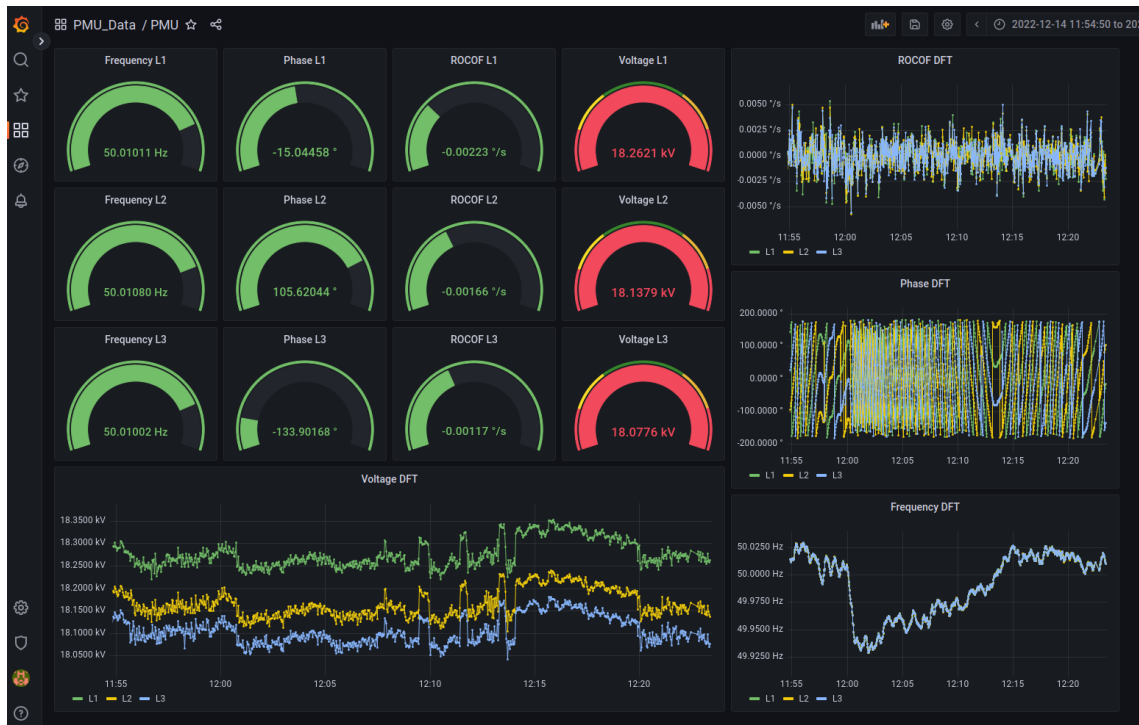 PMU_Data / PMU
2022-12-14 11:54:50 to 202
Frequency L1
50.01011 Hz
Phase L1
-15.04458 °
ROCOF L1
-0.00223 °/s
Voltage L1
18.2621 kV
Frequency L2
50.01080 Hz
Phase L2
105.62044 °
ROCOF L2
-0.00166 °/s
Voltage L2
18.1379 kV
Frequency L3
50.01002 Hz
Phase L3
-133.90168 °
ROCOF L3
-0.00117 °/s
Voltage L3
18.0776 kV
Voltage DFT
18.3500 kV
18.3000 kV
18.2500 kV
18.2000 kV
18.1500 kV
18.1000 kV
18.0500 kV
11:55 12:00 12:05 12:10 12:15 12:20
L1 L2 L3
ROCOF DFT
0.0050 °/s
0.0025 °/s
0.0000 °/s
-0.0025 °/s
-0.0050 °/s
11:55 12:00 12:05 12:10 12:15 12:20
L1 L2 L3
Phase DFT
200.0000 °
100.0000 °
0.0000 °
-100.0000 °
-200.0000 °
11:55 12:00 12:05 12:10 12:15 12:20
L1 L2 L3
Frequency DFT
50.0250 Hz
50.0000 Hz
49.9750 Hz
49.9500 Hz
49.9250 Hz
11:55 12:00 12:05 12:10 12:15 12:20
L1 L2 L3